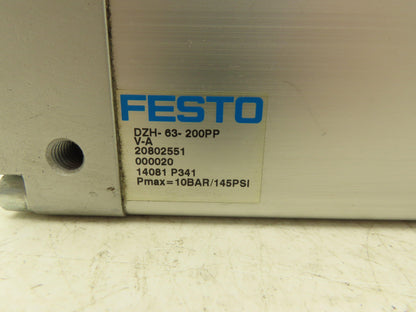 FESTO
DZH- 63- 200PP
V-A
20802551
000020
14081 P341
Pmax=10BAR/145PSI